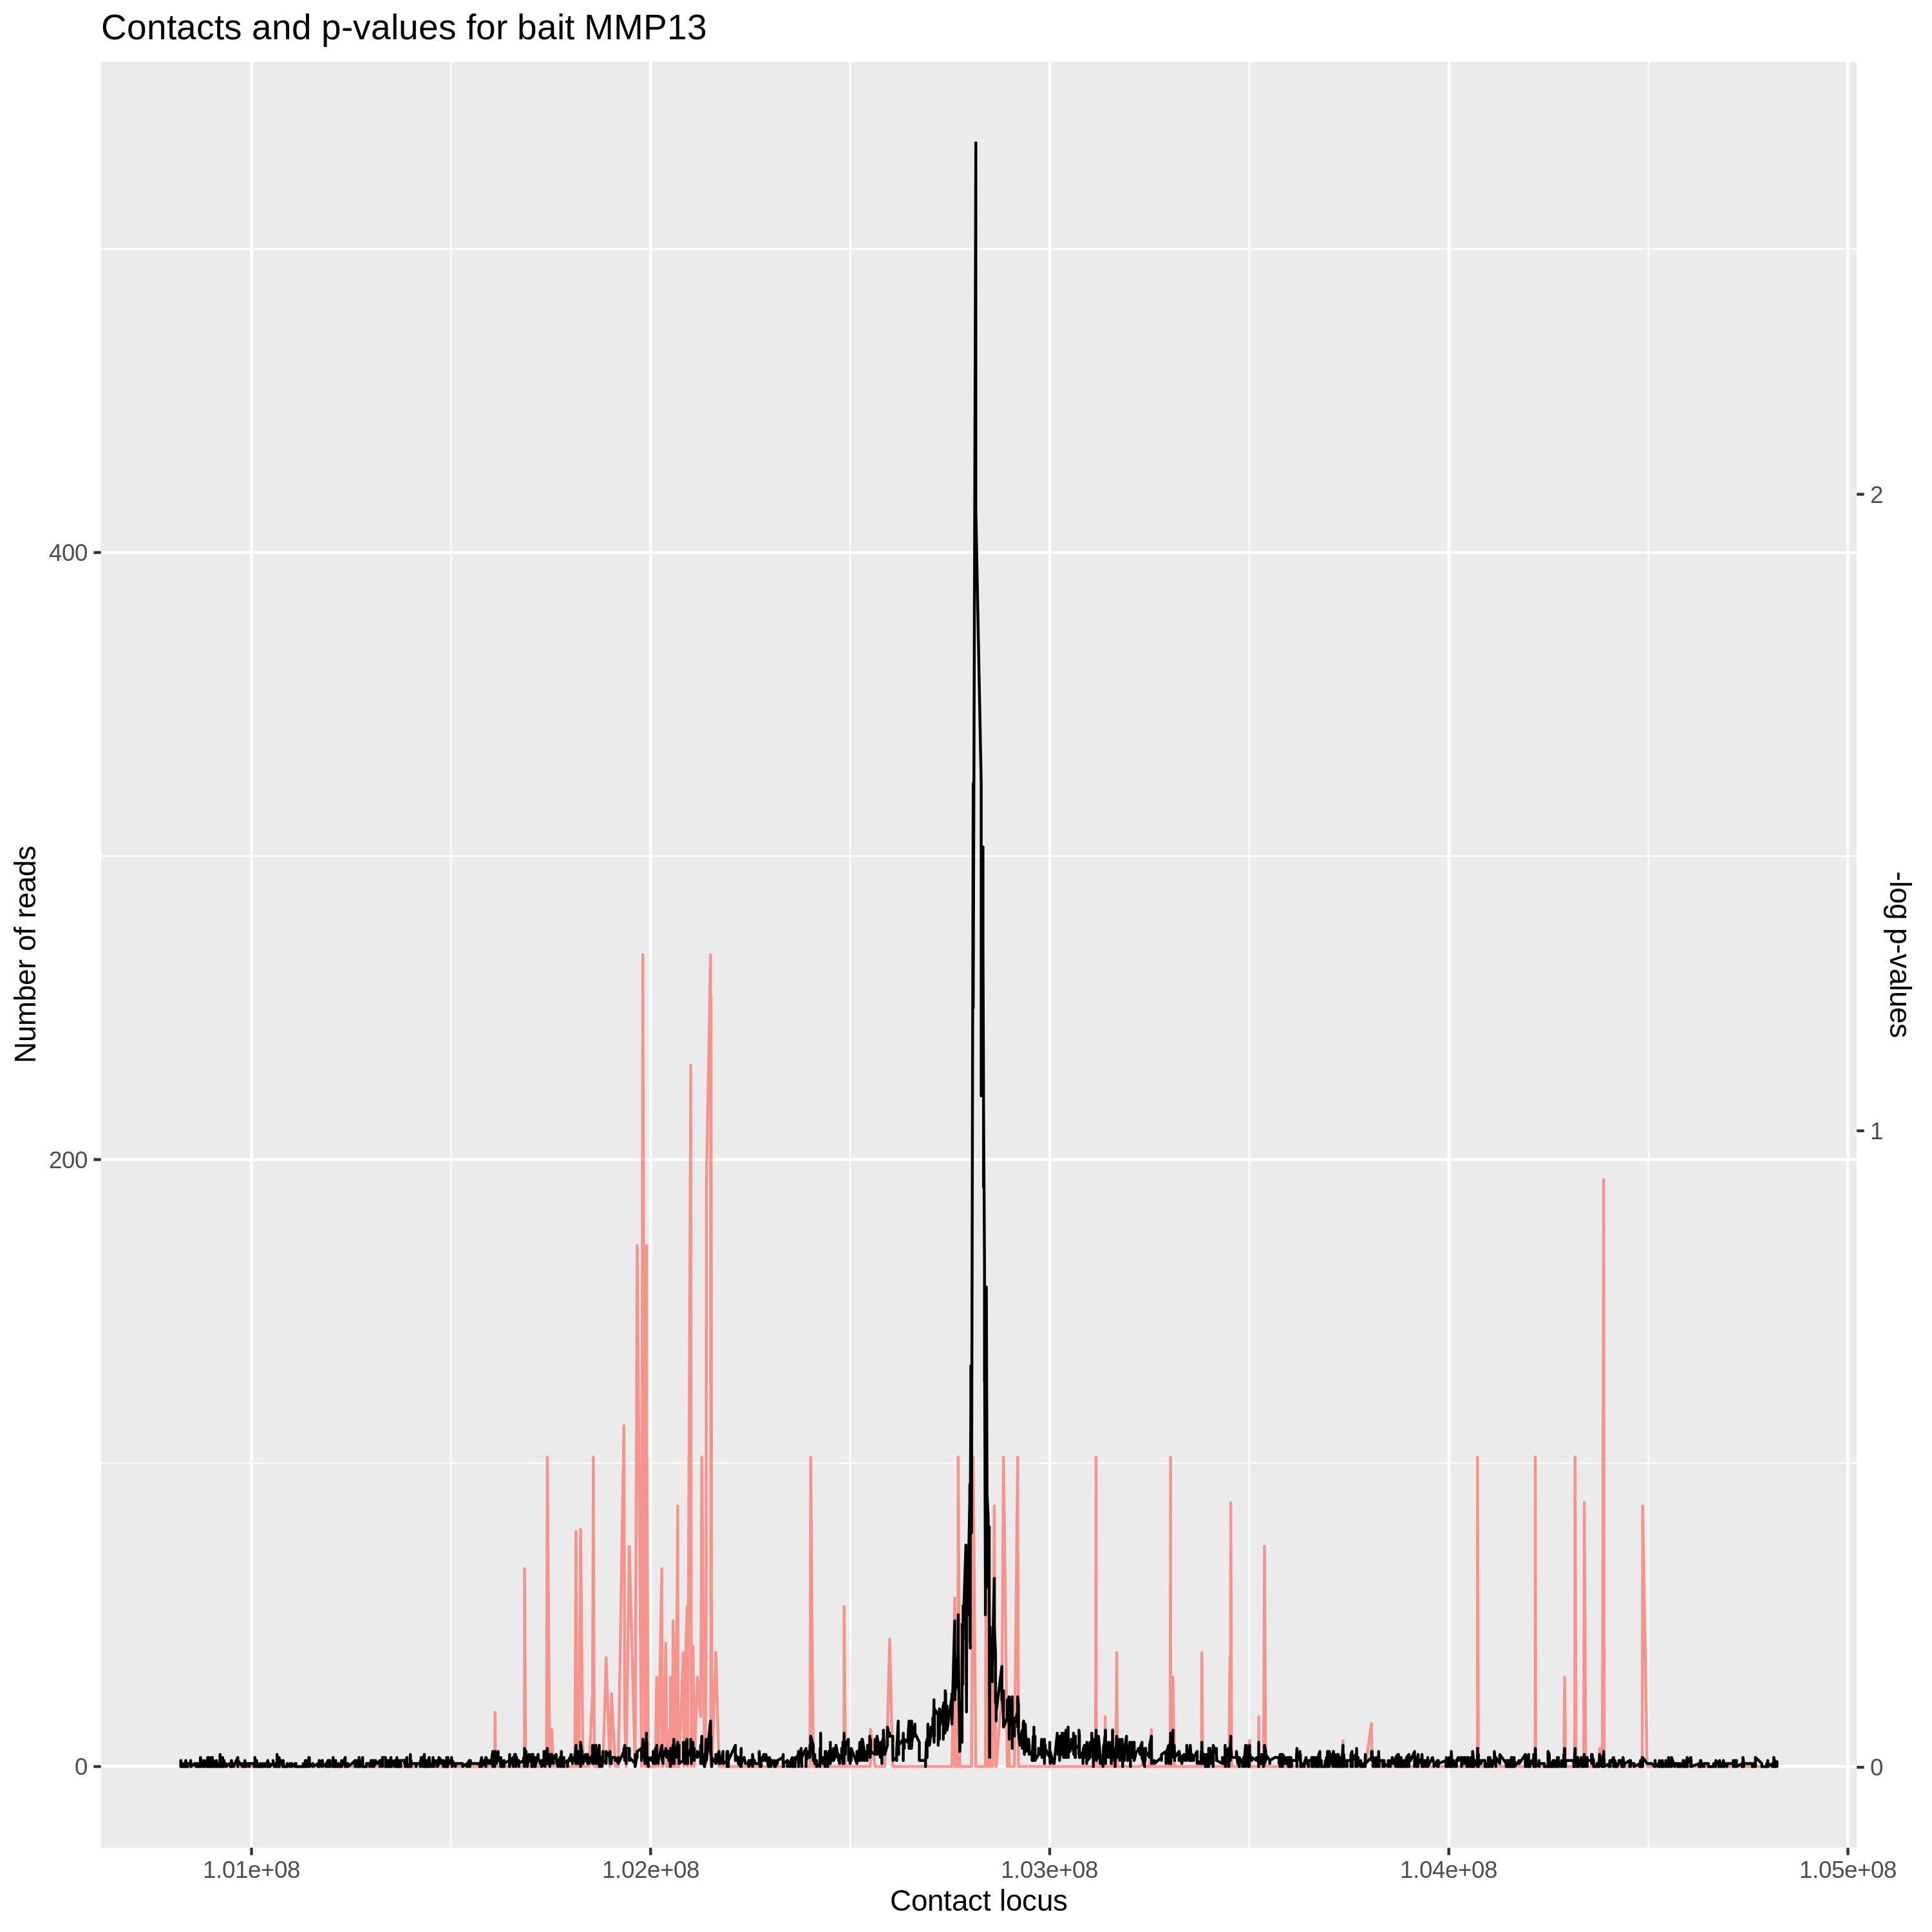 Contacts and p-values for bait MMP13
Number of reads
400
200
0
2
1
0
-log p-values
1.01e+08
1.02e+08
1.03e+08
1.04e+08
1.05e+08
Contact locus